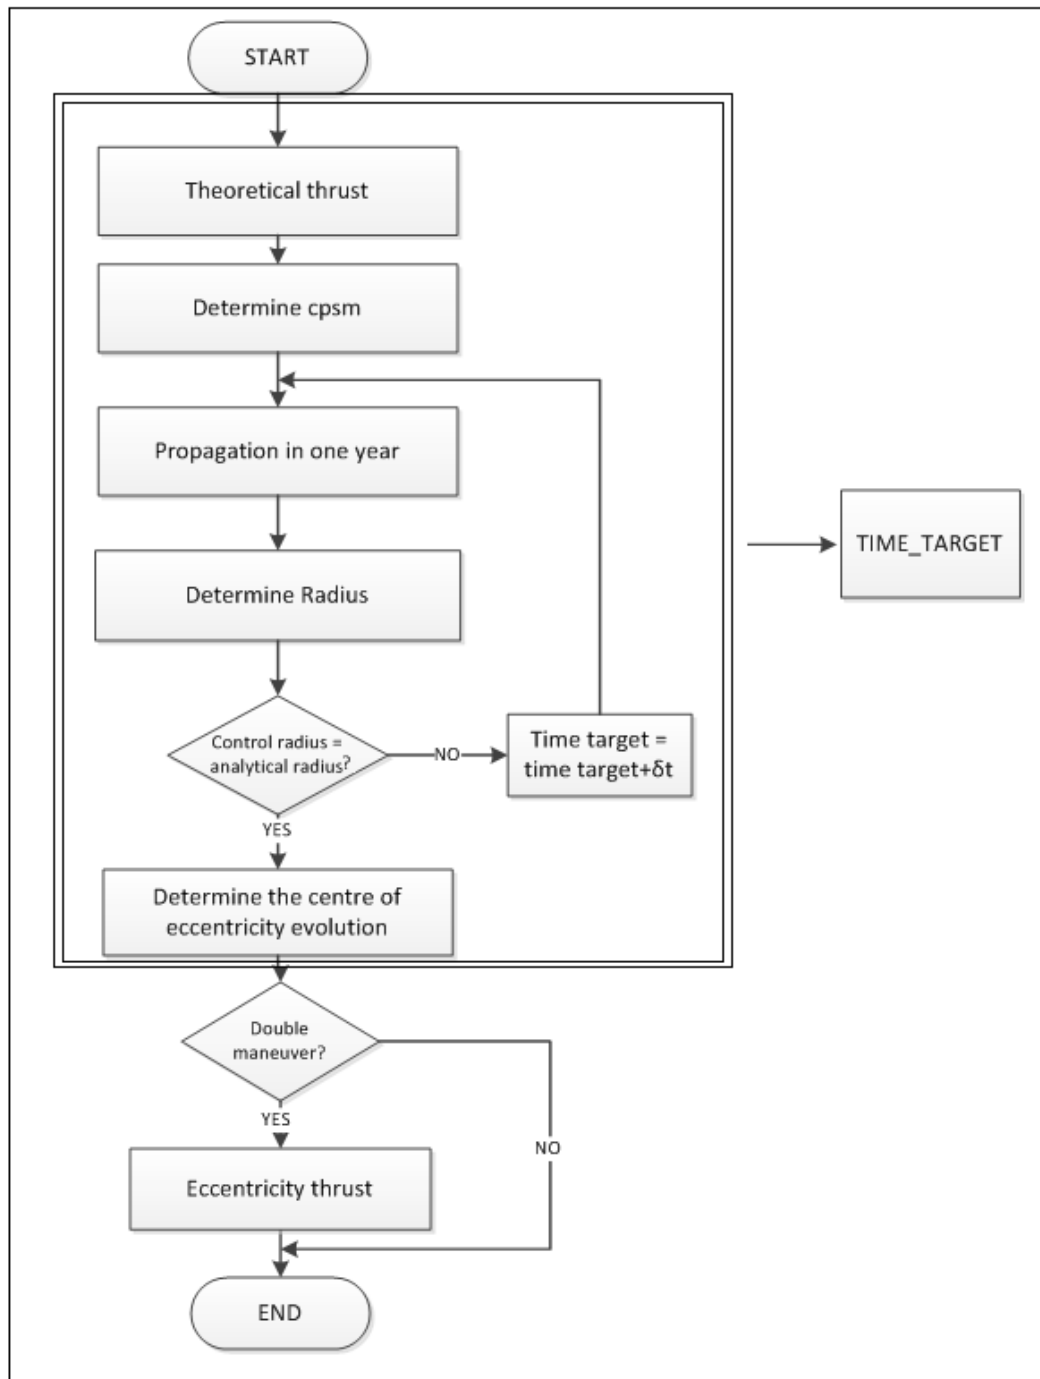 START
Theoretical thrust
Determine cpsm
Propagation in one year
Determine Radius
TIME_TARGET
Control radius =
analytical radius?
NO
Time target =
time target+δt
YES
Determine the centre of
eccentricity evolution
Double
maneuver?
YES
NO
Eccentricity thrust
END